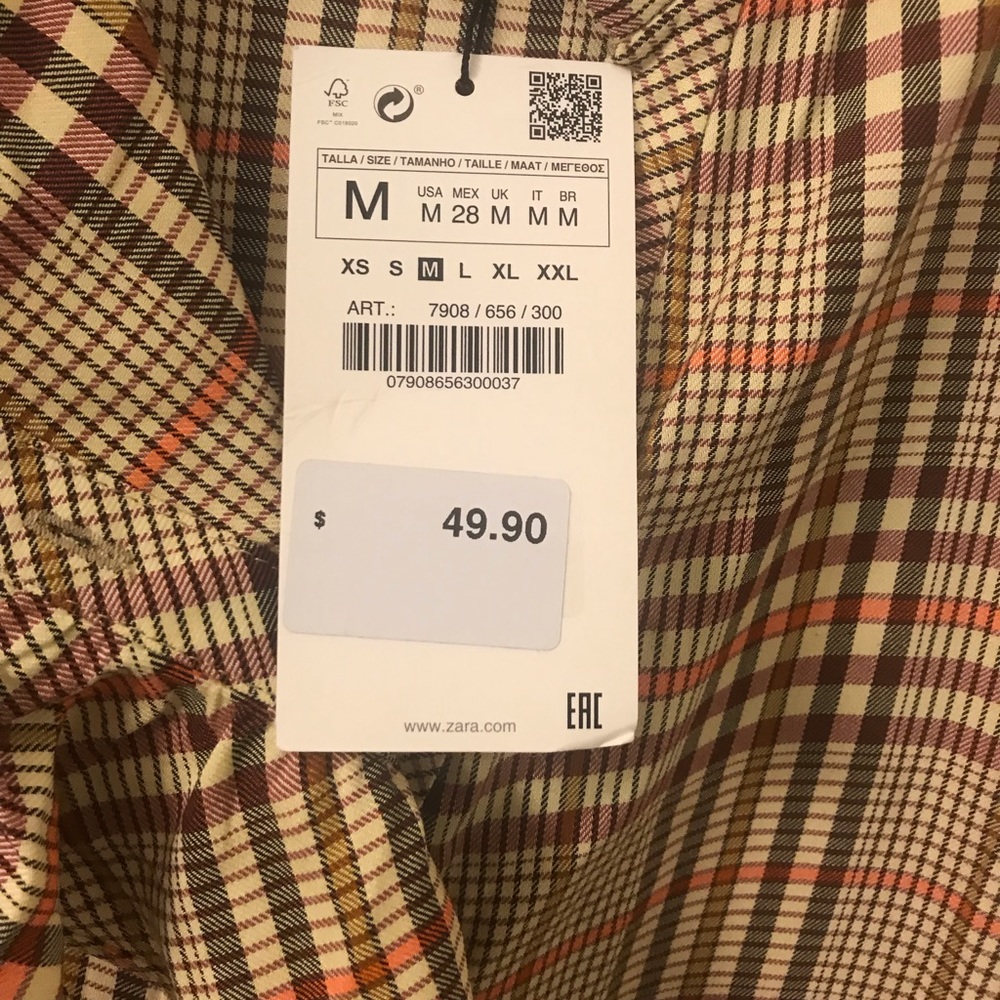 FSC
®
MIX
TALLA / SIZE / TAMANHO / TAILLE / MAAT / ΜΕΓΕΘΟΣ
M
USA MEX UK IT BR
M 28 M M M
XS S M L XL XXL
ART.: 7908 / 656 / 300
07908656300037
$ 49.90
www.zara.com
EAC